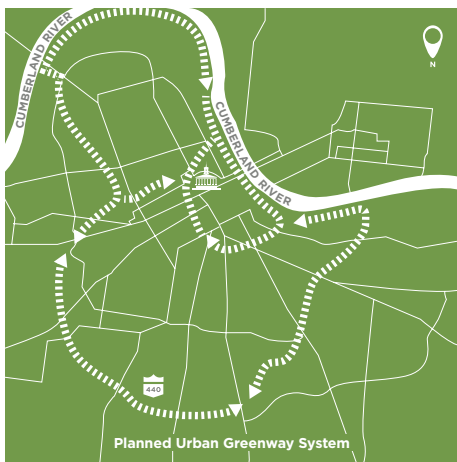 CUMBERLAND RIVER
N
CUMBERLAND RIVER
440
Planned Urban Greenway System